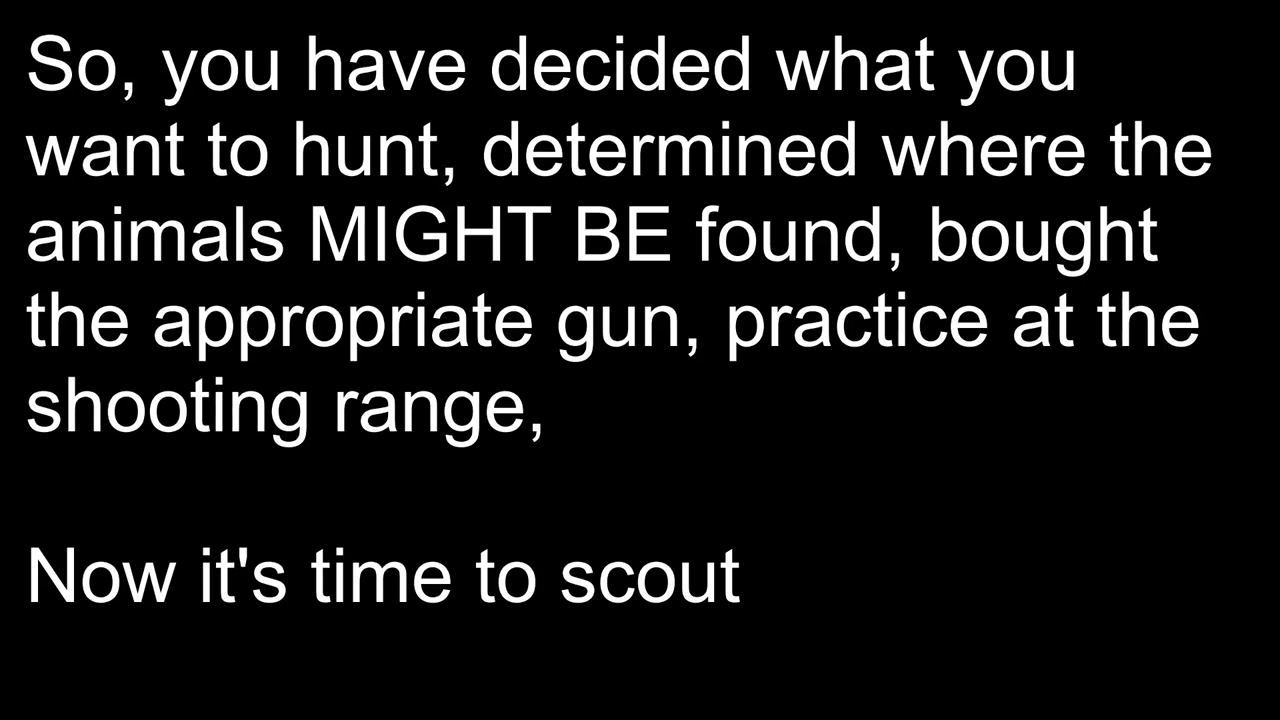 So, you have decided what you
want to hunt, determined where the
animals MIGHT BE found, bought
the appropriate gun, practice at the
shooting range,
Now it's time to scout